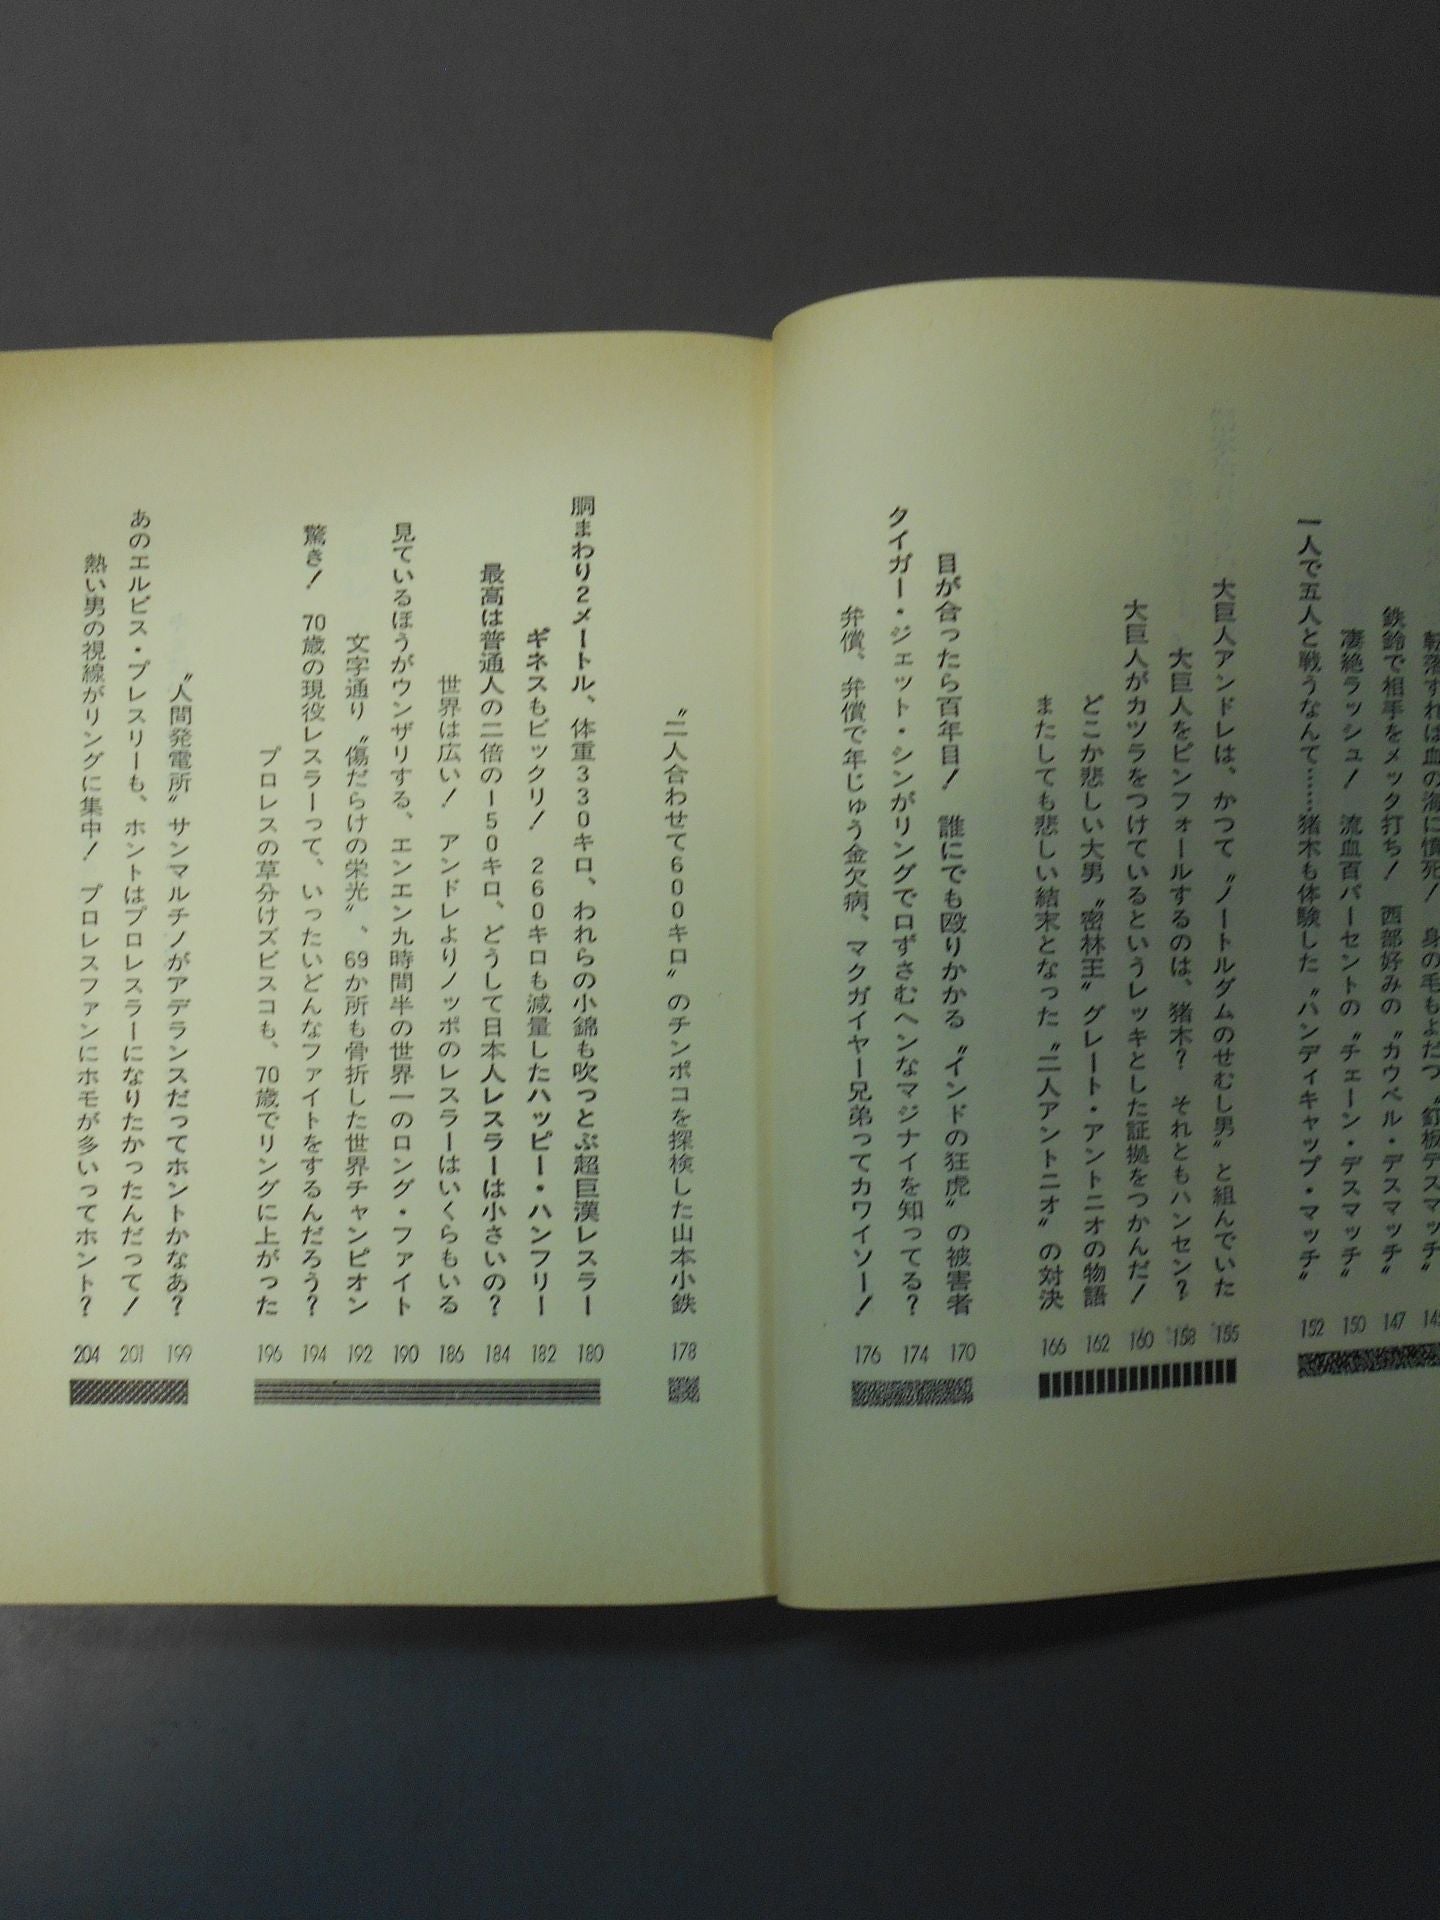 転落すれば血の海に憤死！　身の毛もよだつ〝釘板デスマッチ〟 145
鉄鈴で相手をメッタ打ち！　西部好みの〝カウベル・デスマッチ〟 147
凄絶ラッシュ！　流血百パーセントの〝チェーン・デスマッチ〟 150
一人で五人と戦うなんて……猪木も体験した〝ハンディキャップ・マッチ〟 152
大巨人アンドレは、かつて〝ノートルダムのせむし男〟と組んでいた 155
大巨人をピンフォールするのは、猪木？　それともハンセン？ 158
大巨人がカツラをつけているというレッキとした証拠をつかんだ！ 160
どこか悲しい大男〝密林王〟グレート・アントニオの物語 162
またしても悲しい結末となった〝二人アントニオ〟の対決 166
目が合ったら百年目！　誰にでも殴りかかる〝インドの狂虎〟の被害者 170
クイガー・ジェット・シンがリングで口ずさむヘンなマジナイを知ってる？ 174
弁償、弁償で年じゅう金欠病、マクガイヤー兄弟ってカワイソー！ 176
〝二人合わせて600キロ〟のチンポコを探検した山本小鉄 178
胴まわり2メートル、体重330キロ、われらの小錦も吹っとぶ超巨漢レスラー 180
ギネスもビックリ！　260キロも減量したハッピー・ハンフリー 182
最高は普通人の二倍の150キロ、どうして日本人レスラーは小さいの？ 184
世界は広い！　アンドレよりノッポのレスラーはいくらもいる 186
見ているほうがウンザリする、エンエン九時間半の世界一のロング・ファイト 190
文字通り〝傷だらけの栄光〟、69か所も骨折した世界チャンピオン 192
驚き！　70歳の現役レスラーって、いったいどんなファイトをするんだろう？ 194
プロレスの草分けズビスコも、70歳でリングに上がった 196
〝人間発電所〟サンマルチノがアデランスだってホントかなあ？ 199
あのエルビス・プレスリーも、ホントはプロレスラーになりたかったんだって！ 201
熱い男の視線がリングに集中！　プロレスファンにホモが多いってホント？ 204